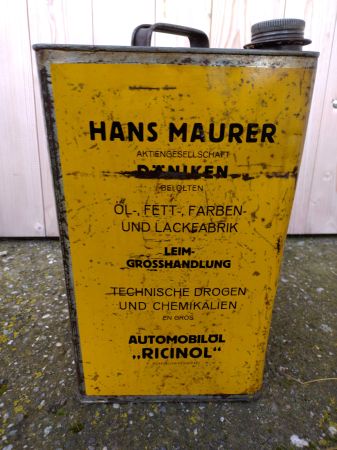 HANS MAURER
AKTIENGESELLSCHAFT
DÄNIKEN
BEI OLTEN
ÖL-, FETT-, FARBEN-
UND LACKFABRIK
LEIM-
GROSSHANDLUNG
TECHNISCHE DROGEN
UND CHEMIKALIEN
EN GROS
AUTOMOBILÖL
„RICINOL"